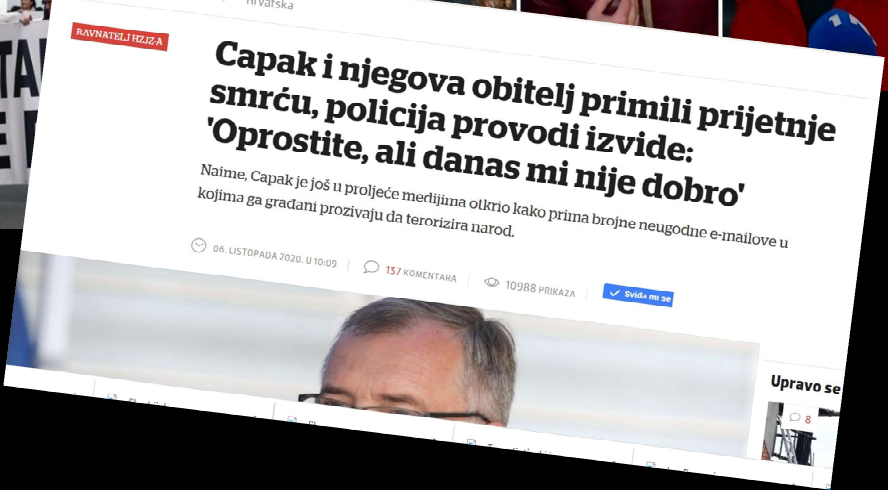 Hrvatska
RAVNATELJ HZJZ-A
Capak i njegova obitelj primili prijetnje
smrću, policija provodi izvide:
'Oprostite, ali danas mi nije dobro'
Naime, Capak je još u proljeće medijima otkrio kako prima brojne neugodne e-mailove u
kojima ga građani prozivaju da terorizira narod.
06. LISTOPADA 2020. U 10:09
137 KOMENTARA
10988 PRIKAZA
Sviđa mi se
Upravo se
8